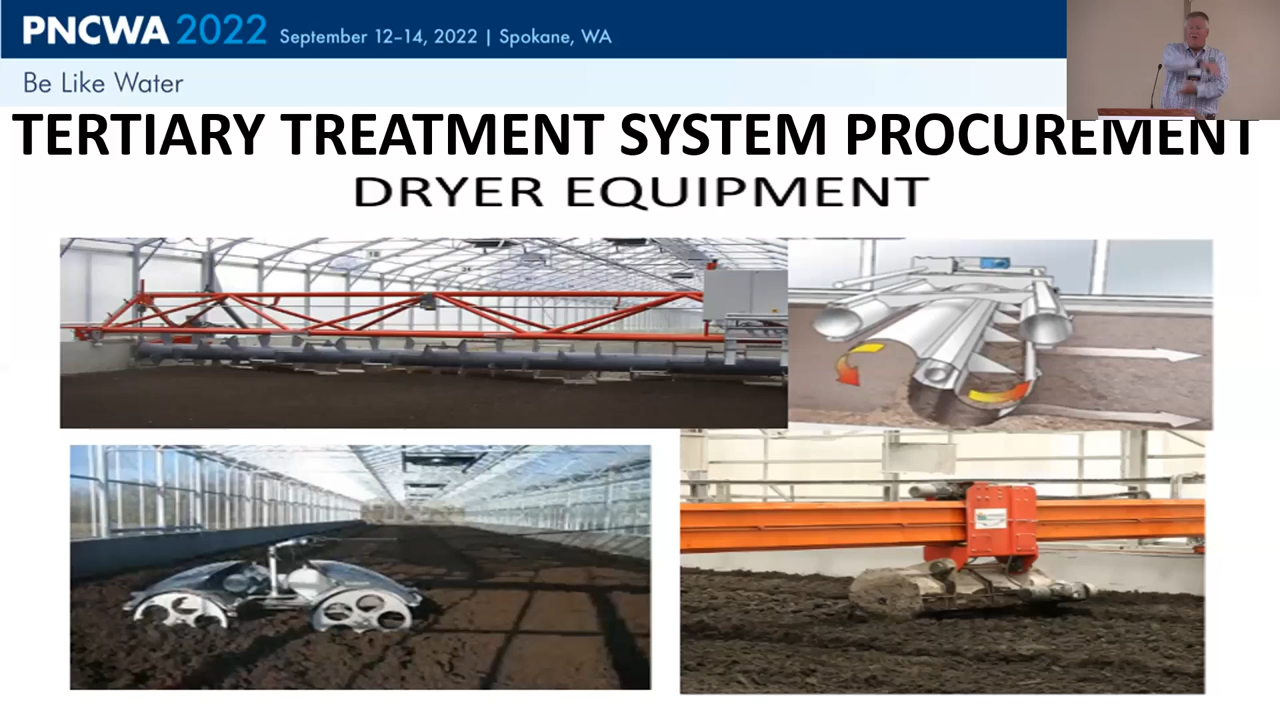 PNCWA 2022 September 12–14, 2022 | Spokane, WA
Be Like Water
TERTIARY TREATMENT SYSTEM PROCUREMENT
DRYER EQUIPMENT